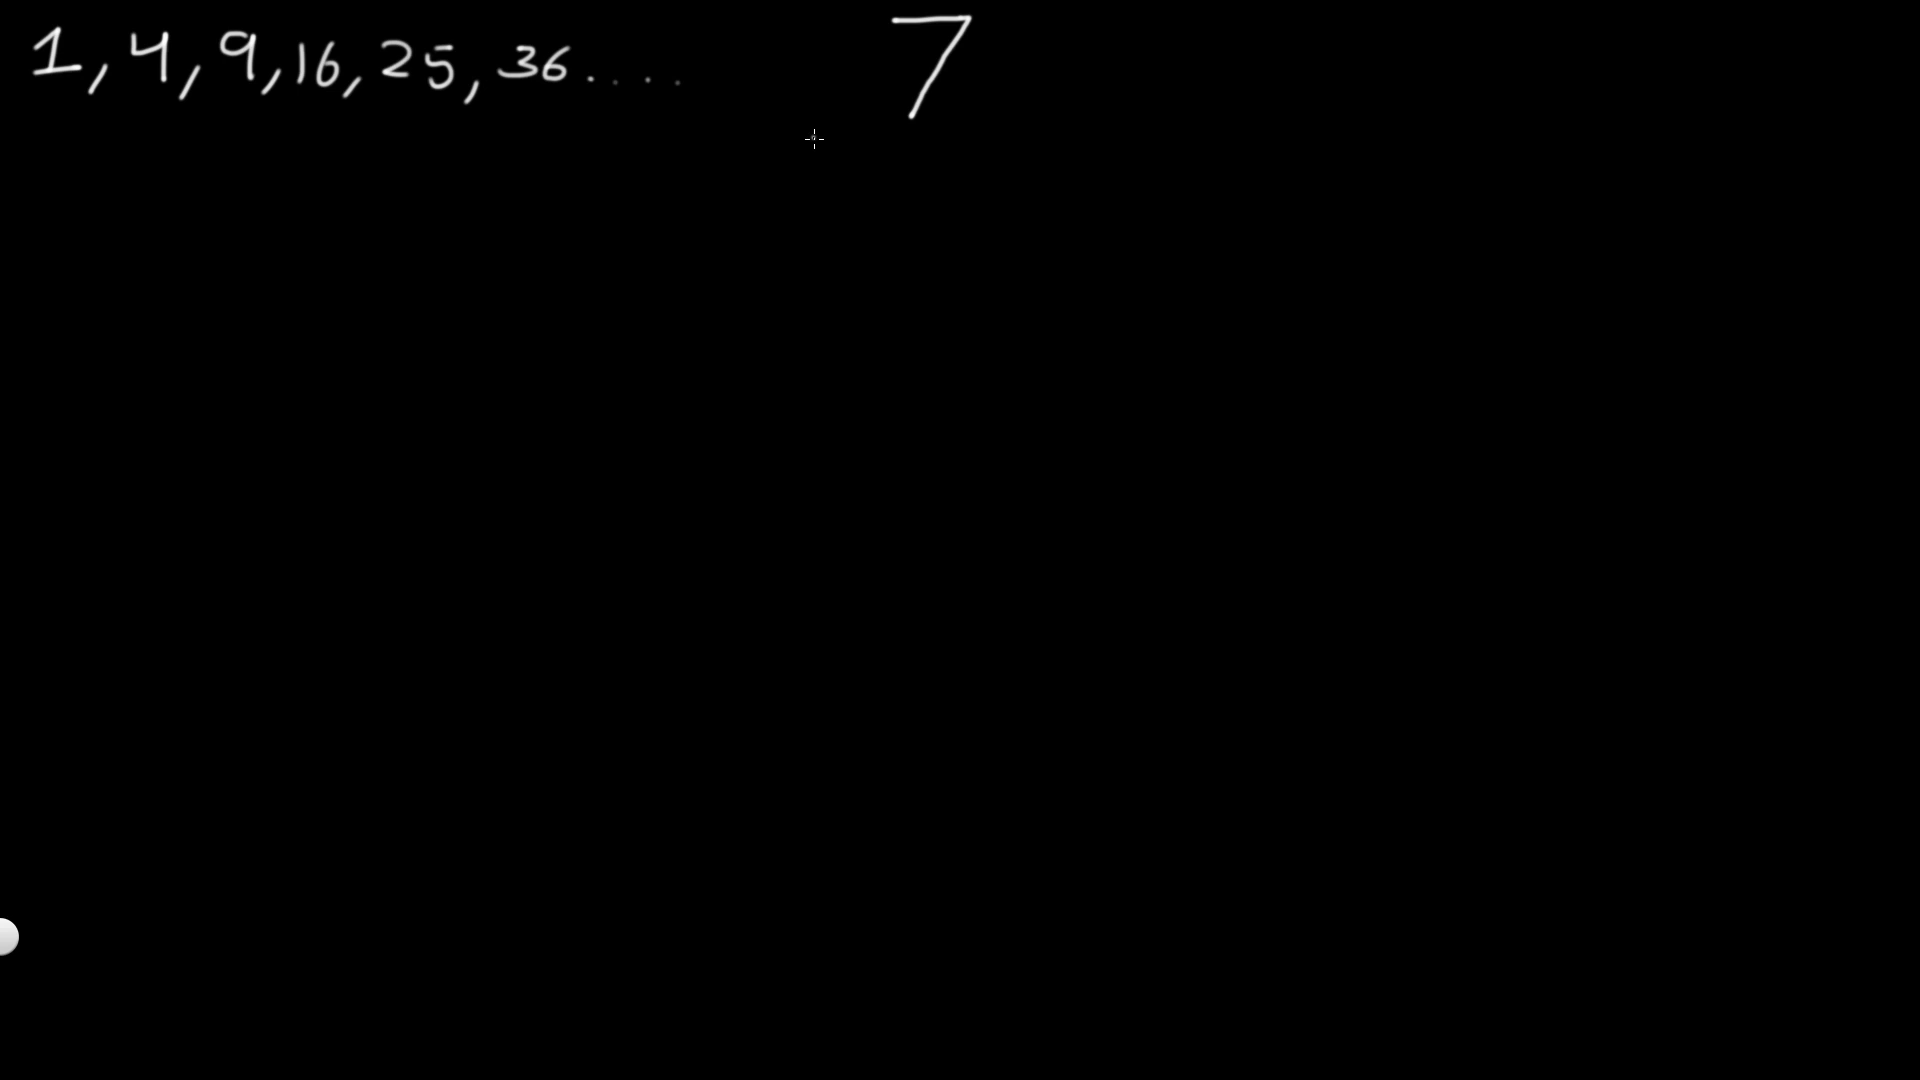 1, 4, 9, 16, 25, 36.... 7